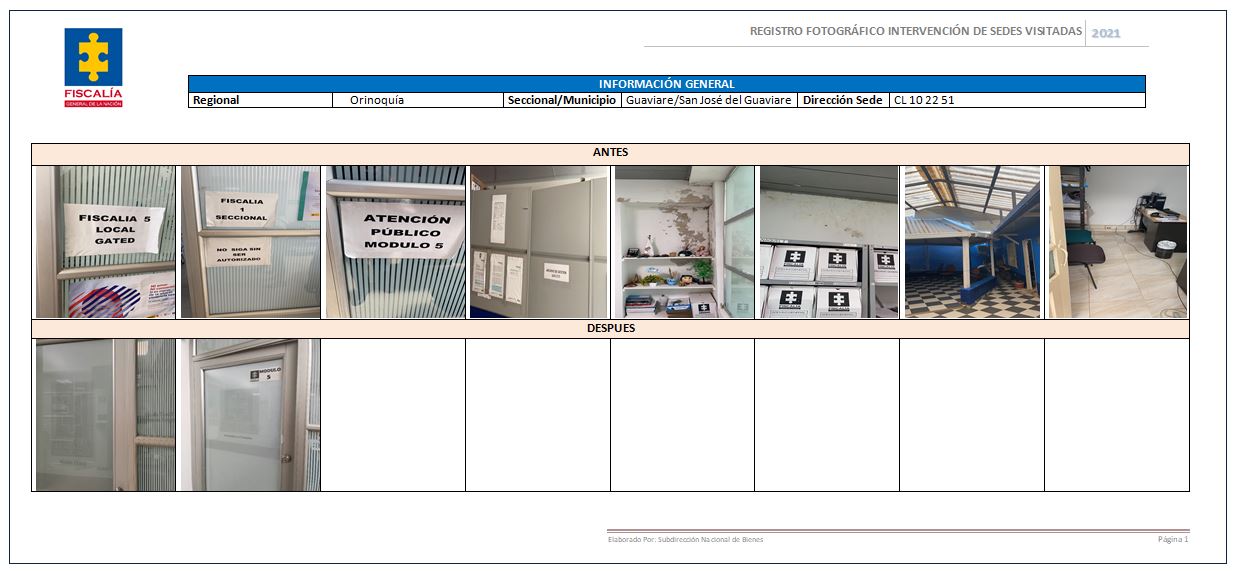 REGISTRO FOTOGRÁFICO INTERVENCIÓN DE SEDES VISITADAS 2021
FISCALÍA
GENERAL DE LA NACIÓN
INFORMACIÓN GENERAL
Regional Orinoquía Seccional/Municipio Guaviare/San José del Guaviare Dirección Sede CL 10 22 51
ANTES
FISCALIA 5
LOCAL
GATED
FISCALIA
1
SECCIONAL
NO SIGA SIN
SER
AUTORIZADO
ATENCIÓN
PÚBLICO
MODULO 5
DESPUES
MODULO
5
Elaborado Por: Subdirección Nacional de Bienes
Página 1